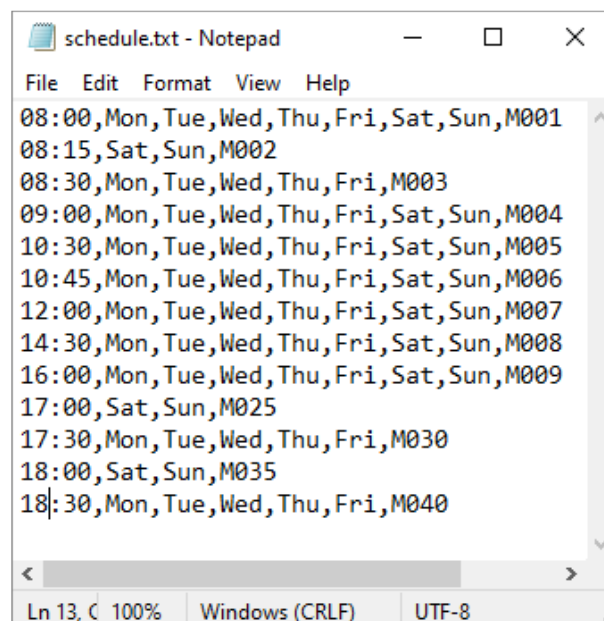 schedule.txt - Notepad
File Edit Format View Help
08:00,Mon,Tue,Wed,Thu,Fri,Sat,Sun,M001
08:15,Sat,Sun,M002
08:30,Mon,Tue,Wed,Thu,Fri,M003
09:00,Mon,Tue,Wed,Thu,Fri,Sat,Sun,M004
10:30,Mon,Tue,Wed,Thu,Fri,Sat,Sun,M005
10:45,Mon,Tue,Wed,Thu,Fri,Sat,Sun,M006
12:00,Mon,Tue,Wed,Thu,Fri,Sat,Sun,M007
14:30,Mon,Tue,Wed,Thu,Fri,Sat,Sun,M008
16:00,Mon,Tue,Wed,Thu,Fri,Sat,Sun,M009
17:00,Sat,Sun,M025
17:30,Mon,Tue,Wed,Thu,Fri,M030
18:00,Sat,Sun,M035
18:30,Mon,Tue,Wed,Thu,Fri,M040
Ln 13, 100% Windows (CRLF) UTF-8